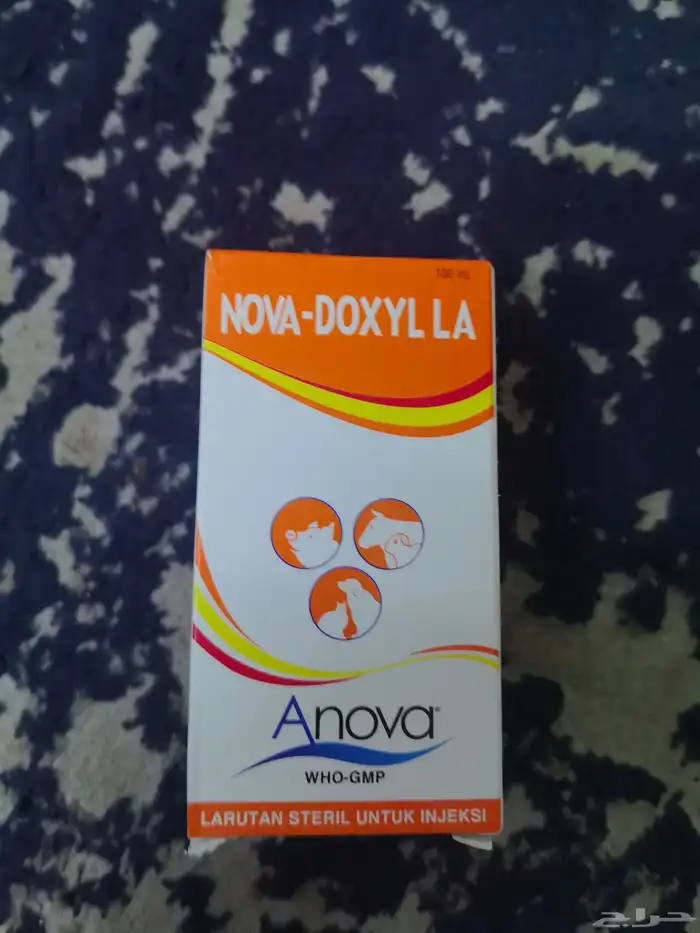 100 mL
NOVA-DOXYL LA
Anova®
WHO-GMP
LARUTAN STERIL UNTUK INJEKSI
حراج